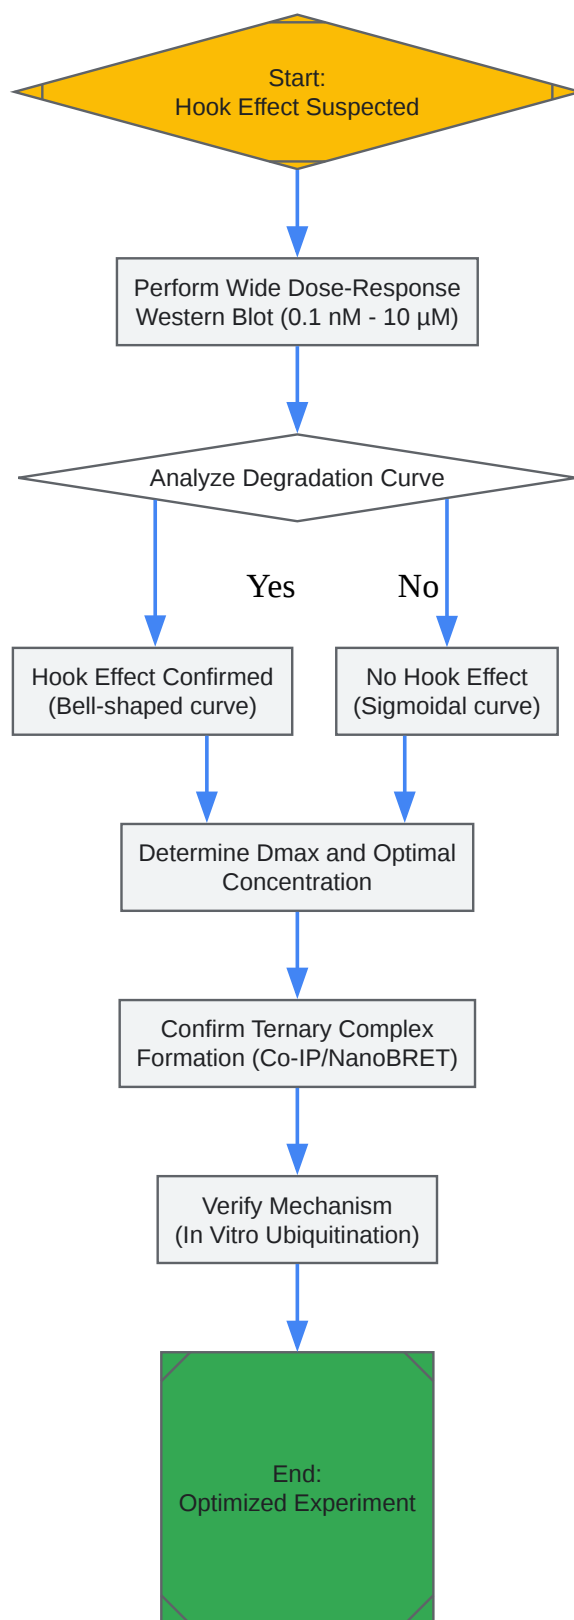 Start:
Hook Effect Suspected
Perform Wide Dose-Response
Western Blot (0.1 nM - 10 µM)
Analyze Degradation Curve
Yes
No
Hook Effect Confirmed
(Bell-shaped curve)
No Hook Effect
(Sigmoidal curve)
Determine Dmax and Optimal
Concentration
Confirm Ternary Complex
Formation (Co-IP/NanoBRET)
Verify Mechanism
(In Vitro Ubiquitination)
End:
Optimized Experiment